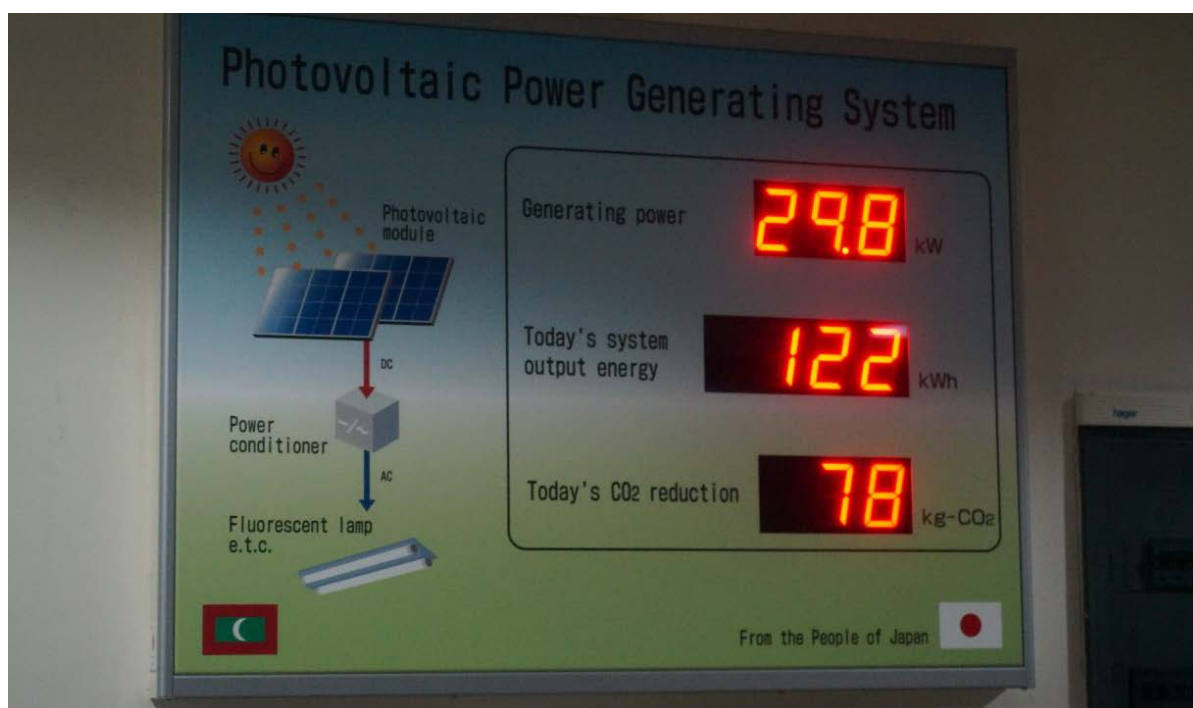 Photovoltaic Power Generating System
Photovoltaic
module
DC
Power
conditioner
-/~
AC
Fluorescent lamp
e.t.c.
Generating power 29.8 kW
Today's system
output energy 122 kWh
Today's CO2 reduction 78 kg-CO2
From the People of Japan
hager